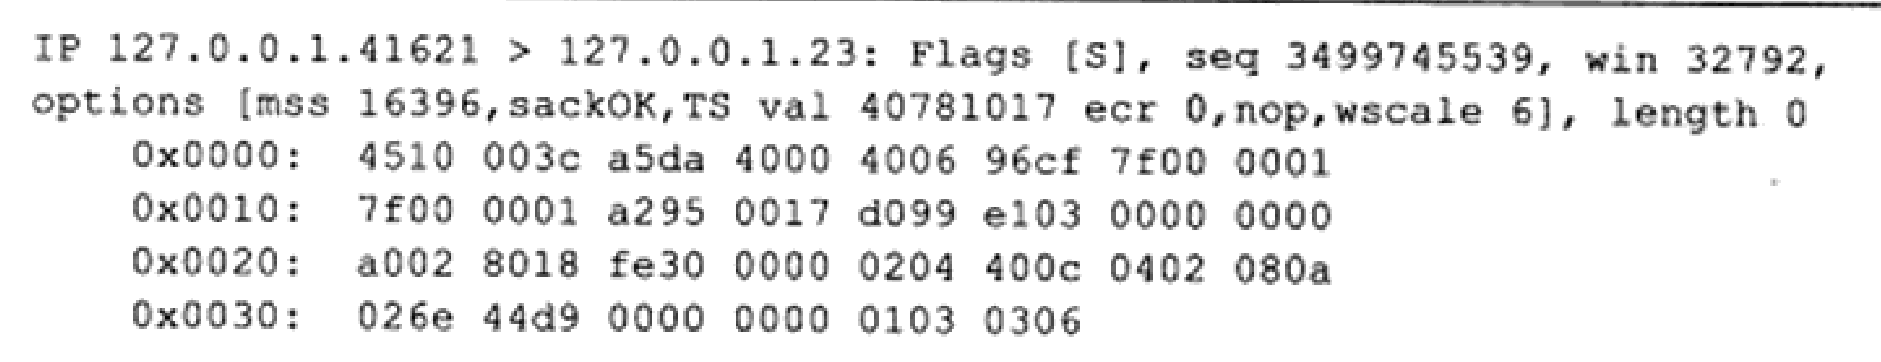 IP 127.0.0.1.41621 > 127.0.0.1.23: Flags [S], seq 3499745539, win 32792,
options [mss 16396,sackOK,TS val 40781017 ecr 0,nop,wscale 6], length 0
0x0000: 4510 003c a5da 4000 4006 96cf 7f00 0001
0x0010: 7f00 0001 a295 0017 d099 e103 0000 0000
0x0020: a002 8018 fe30 0000 0204 400c 0402 080a
0x0030: 026e 44d9 0000 0000 0103 0306